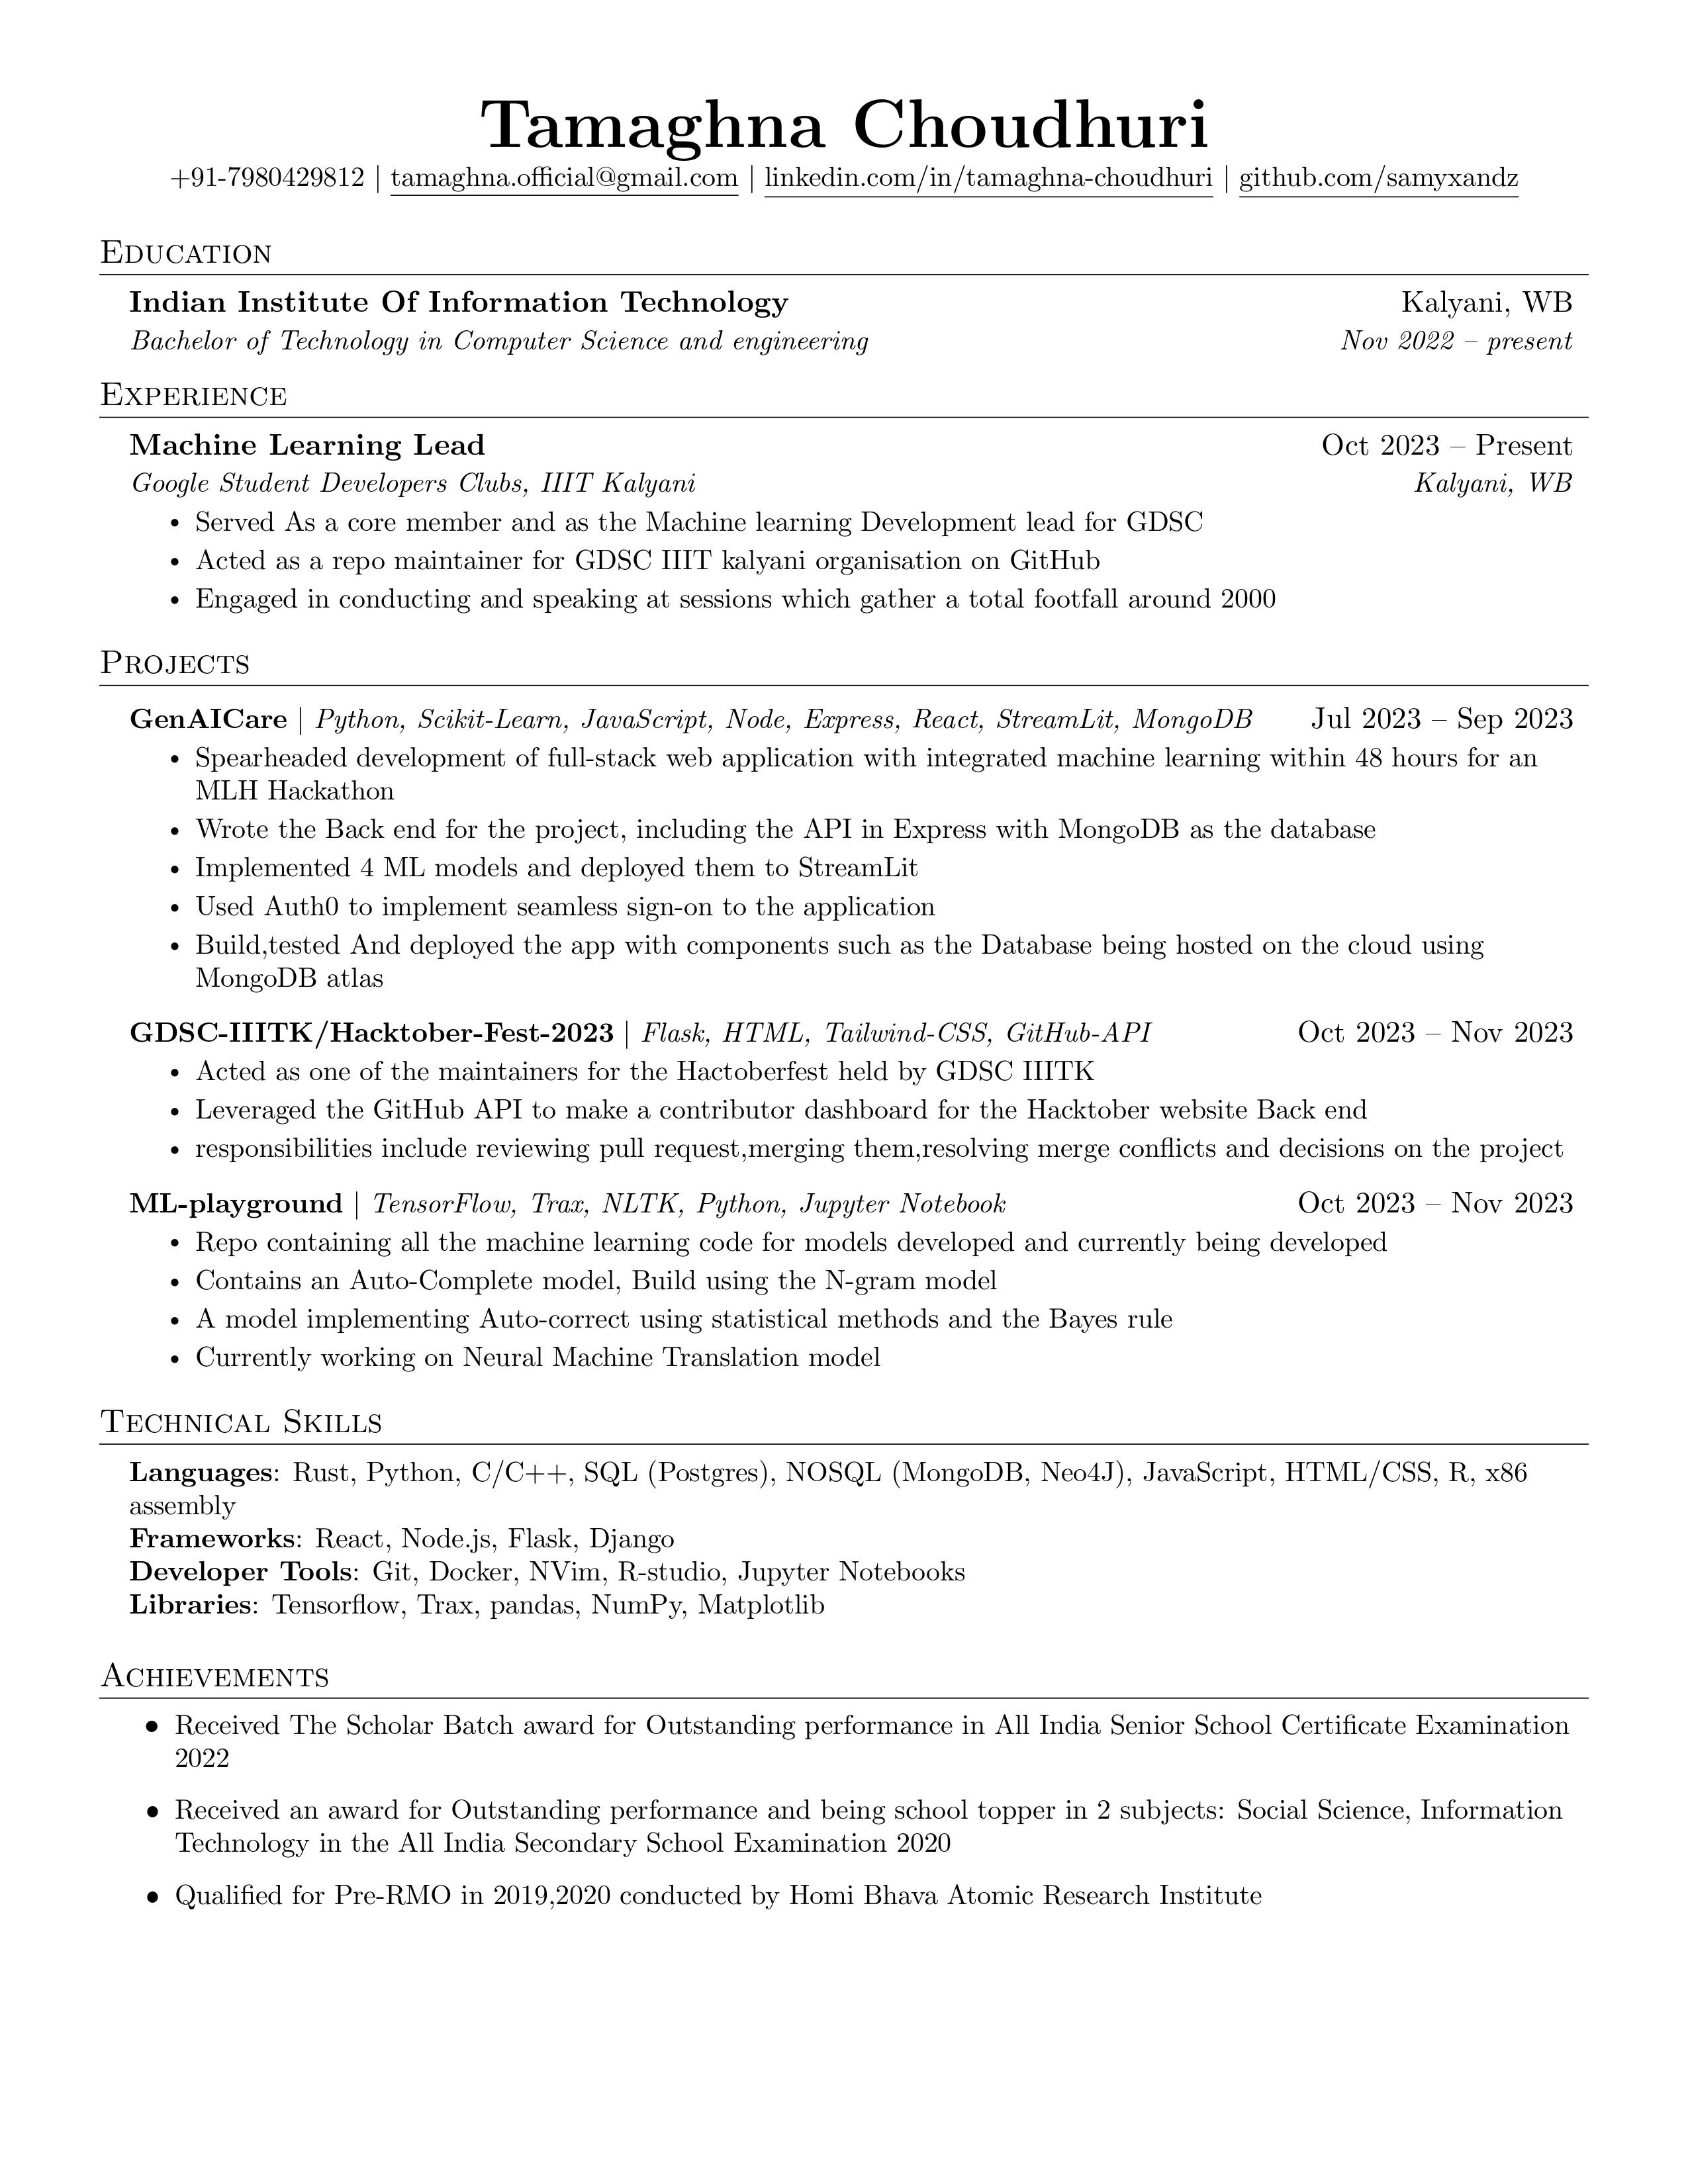 Tamaghna Choudhuri
+91-7980429812 | tamaghna.official@gmail.com | linkedin.com/in/tamaghna-choudhuri | github.com/samyxandz
Education
Indian Institute Of Information Technology Kalyani, WB
Bachelor of Technology in Computer Science and engineering Nov 2022 – present
Experience
Machine Learning Lead Oct 2023 – Present
Google Student Developers Clubs, IIIT Kalyani Kalyani, WB
• Served As a core member and as the Machine learning Development lead for GDSC
• Acted as a repo maintainer for GDSC IIIT kalyani organisation on GitHub
• Engaged in conducting and speaking at sessions which gather a total footfall around 2000
Projects
GenAICare | Python, Scikit-Learn, JavaScript, Node, Express, React, StreamLit, MongoDB Jul 2023 – Sep 2023
• Spearheaded development of full-stack web application with integrated machine learning within 48 hours for an
MLH Hackathon
• Wrote the Back end for the project, including the API in Express with MongoDB as the database
• Implemented 4 ML models and deployed them to StreamLit
• Used Auth0 to implement seamless sign-on to the application
• Build,tested And deployed the app with components such as the Database being hosted on the cloud using
MongoDB atlas
GDSC-IIITK/Hacktober-Fest-2023 | Flask, HTML, Tailwind-CSS, GitHub-API Oct 2023 – Nov 2023
• Acted as one of the maintainers for the Hactoberfest held by GDSC IIITK
• Leveraged the GitHub API to make a contributor dashboard for the Hacktober website Back end
• responsibilities include reviewing pull request,merging them,resolving merge conflicts and decisions on the project
ML-playground | TensorFlow, Trax, NLTK, Python, Jupyter Notebook Oct 2023 – Nov 2023
• Repo containing all the machine learning code for models developed and currently being developed
• Contains an Auto-Complete model, Build using the N-gram model
• A model implementing Auto-correct using statistical methods and the Bayes rule
• Currently working on Neural Machine Translation model
Technical Skills
Languages: Rust, Python, C/C++, SQL (Postgres), NOSQL (MongoDB, Neo4J), JavaScript, HTML/CSS, R, x86
assembly
Frameworks: React, Node.js, Flask, Django
Developer Tools: Git, Docker, NVim, R-studio, Jupyter Notebooks
Libraries: Tensorflow, Trax, pandas, NumPy, Matplotlib
Achievements
• Received The Scholar Batch award for Outstanding performance in All India Senior School Certificate Examination
2022
• Received an award for Outstanding performance and being school topper in 2 subjects: Social Science, Information
Technology in the All India Secondary School Examination 2020
• Qualified for Pre-RMO in 2019,2020 conducted by Homi Bhava Atomic Research Institute